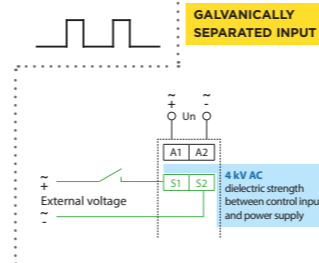 GALVANICALLY
SEPARATED INPUT
~ ~
+ Un -
A1 A2
~
+
S1 S2
4 kV AC
dielectric strength
between control inpu
and power supply
External voltage
~
-